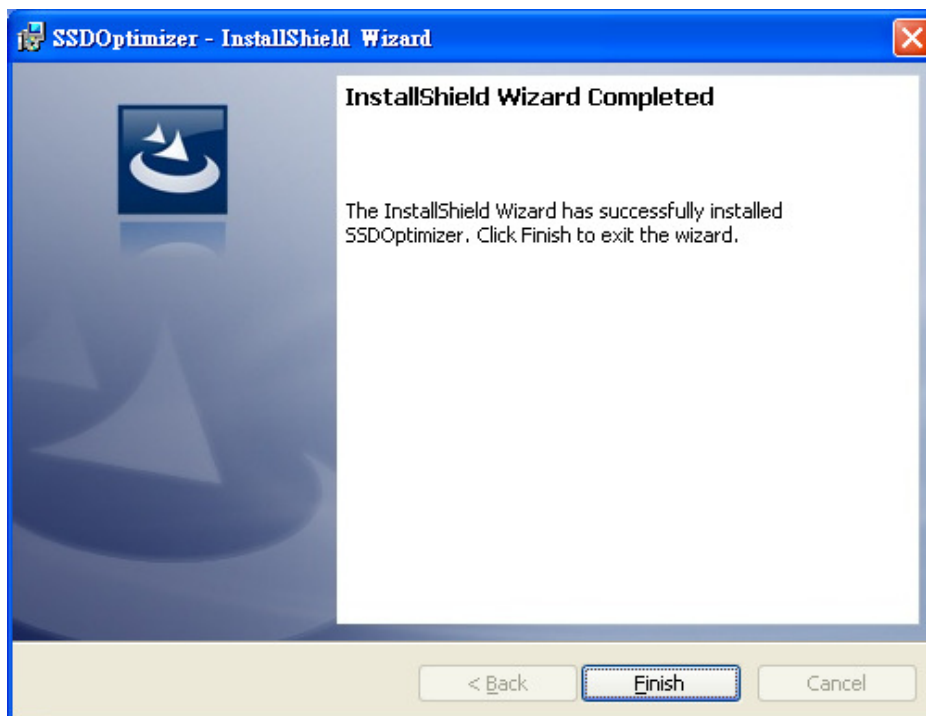 SSDOptimizer - InstallShield Wizard
InstallShield Wizard Completed
The InstallShield Wizard has successfully installed
SSDOptimizer. Click Finish to exit the wizard.
< Back Finish Cancel